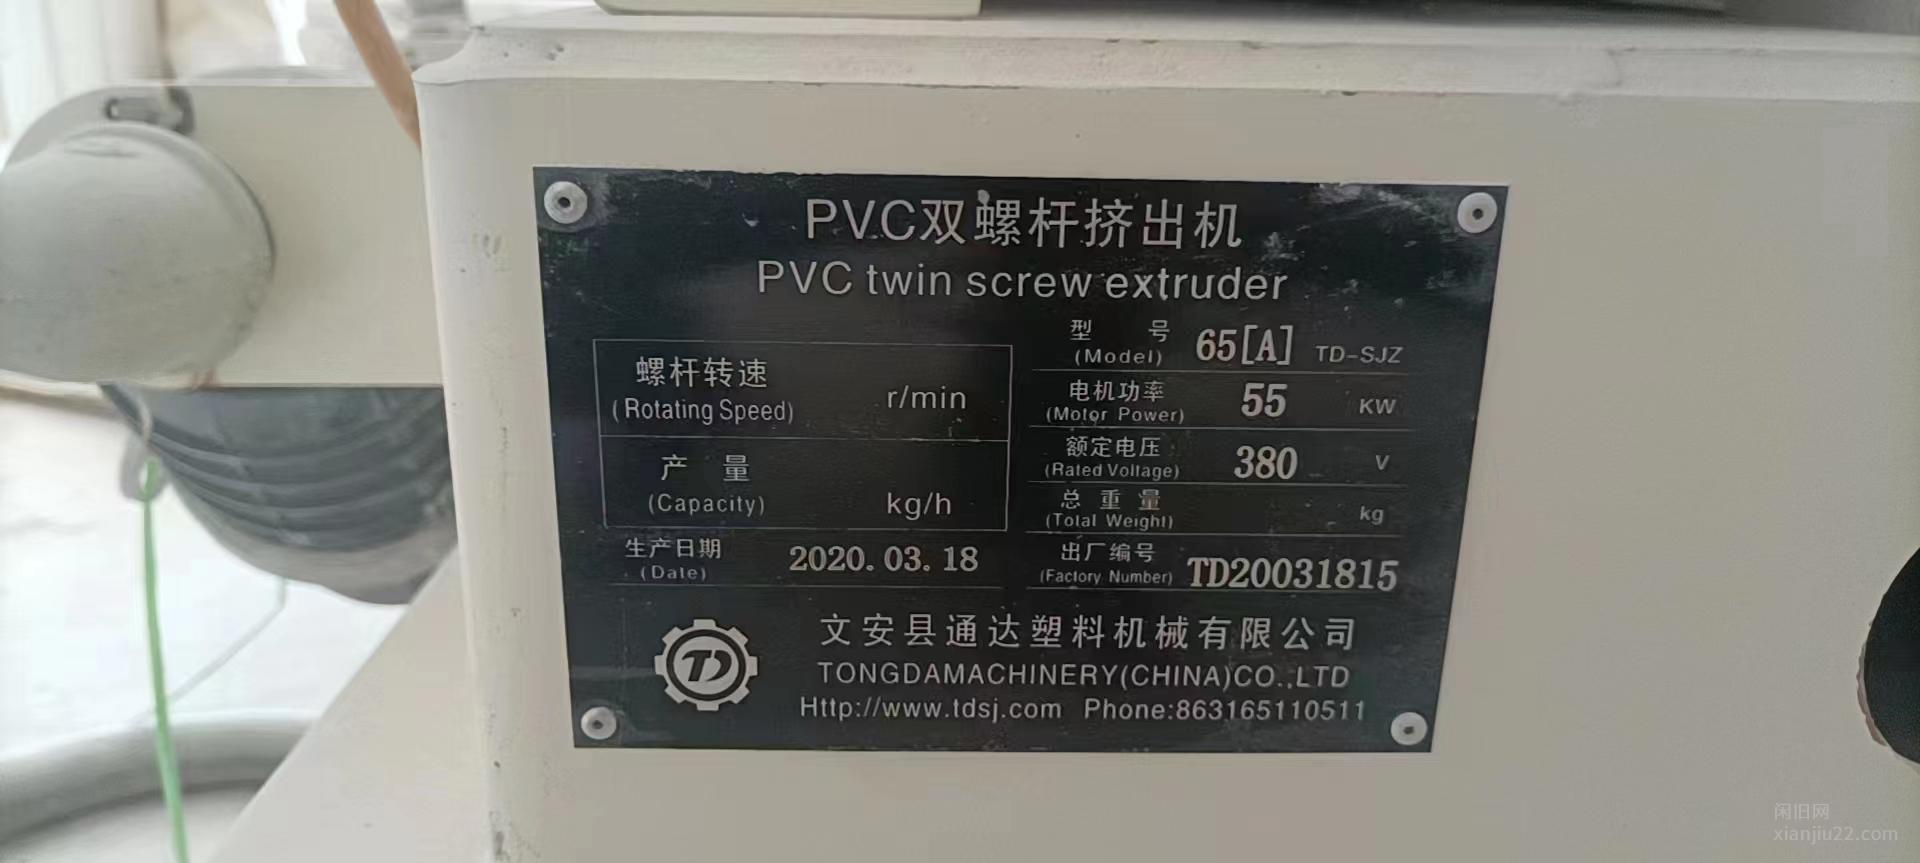 PVC双螺杆挤出机
PVC twin screw extruder
型 号 65[A] TD-SJZ
(Model)
螺杆转速 r/min
(Rotating Speed)
电机功率 55 KW
(Motor Power)
额定电压 380 V
(Rated Voltage)
产 量 kg/h
(Capacity)
总 重 量 kg
(Total Weight)
生产日期 2020.03.18
(Date)
出厂编号 TD20031815
(Factory Number)
TD
文安县通达塑料机械有限公司
TONGDAMACHINERY(CHINA)CO.,LTD
Http://www.tdsj.com Phone:863165110511
闲旧网
xianjiu22.com